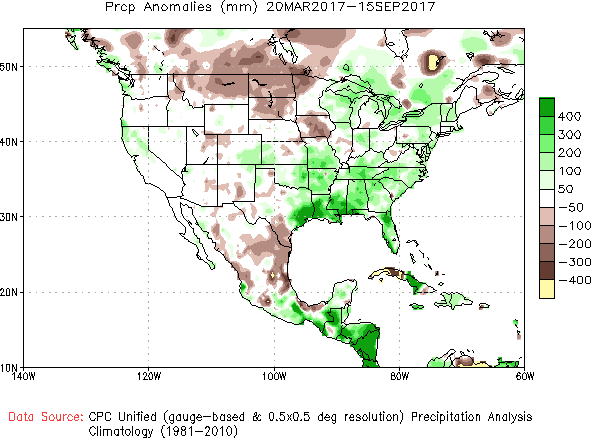 Prcp Anomalies (mm) 20MAR2017-15SEP2017
50N
40N
30N
20N
10N
140W 120W 100W 80W 60W
400
300
200
100
50
-50
-100
-200
-300
-400
Data Source: CPC Unified (gauge-based & 0.5x0.5 deg resolution) Precipitation Analysis
Climatology (1981-2010)